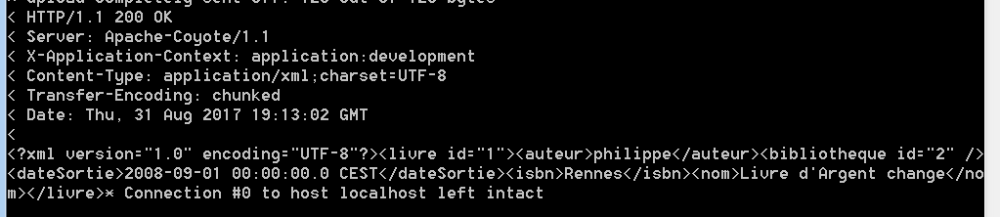 * upload completely sent off: 126 out of 126 bytes
< HTTP/1.1 200 OK
< Server: Apache-Coyote/1.1
< X-Application-Context: application:development
< Content-Type: application/xml;charset=UTF-8
< Transfer-Encoding: chunked
< Date: Thu, 31 Aug 2017 19:13:02 GMT
<
<?xml version="1.0" encoding="UTF-8"?><livre id="1"><auteur>philippe</auteur><bibliotheque id="2" />
<dateSortie>2008-09-01 00:00:00.0 CEST</dateSortie><isbn>Rennes</isbn><nom>Livre d'Argent change</no
m></livre>* Connection #0 to host localhost left intact